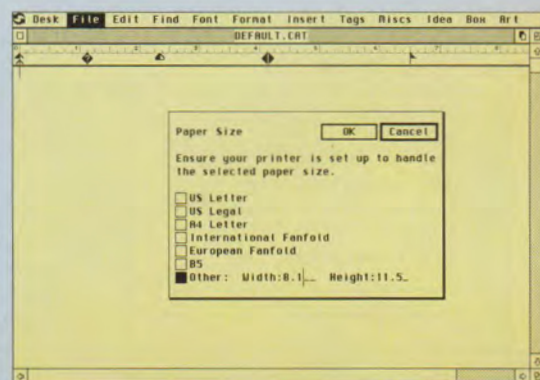 Desk File Edit Find Font Format Insert Tags Miscs Idea Box Art
DEFAULT.CAT
Paper Size OK Cancel
Ensure your printer is set up to handle
the selected paper size.
US Letter
US Legal
A4 Letter
International Fanfold
European Fanfold
B5
Other: Width:8.1__ Height:11.5_